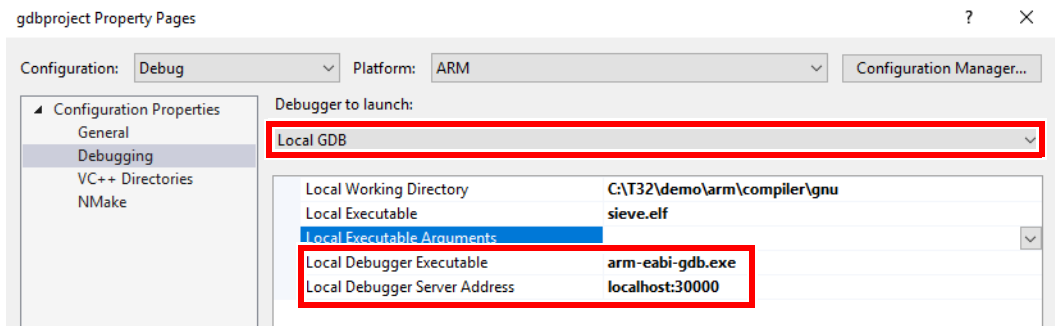 gdbproject Property Pages ? ×
Configuration: Debug Platform: ARM Configuration Manager...
Configuration Properties
General
Debugging
VC++ Directories
NMake
Debugger to launch:
Local GDB
Local Working Directory C:\T32\demo\arm\compiler\gnu
Local Executable sieve.elf
Local Executable Arguments
Local Debugger Executable arm-eabi-gdb.exe
Local Debugger Server Address localhost:30000